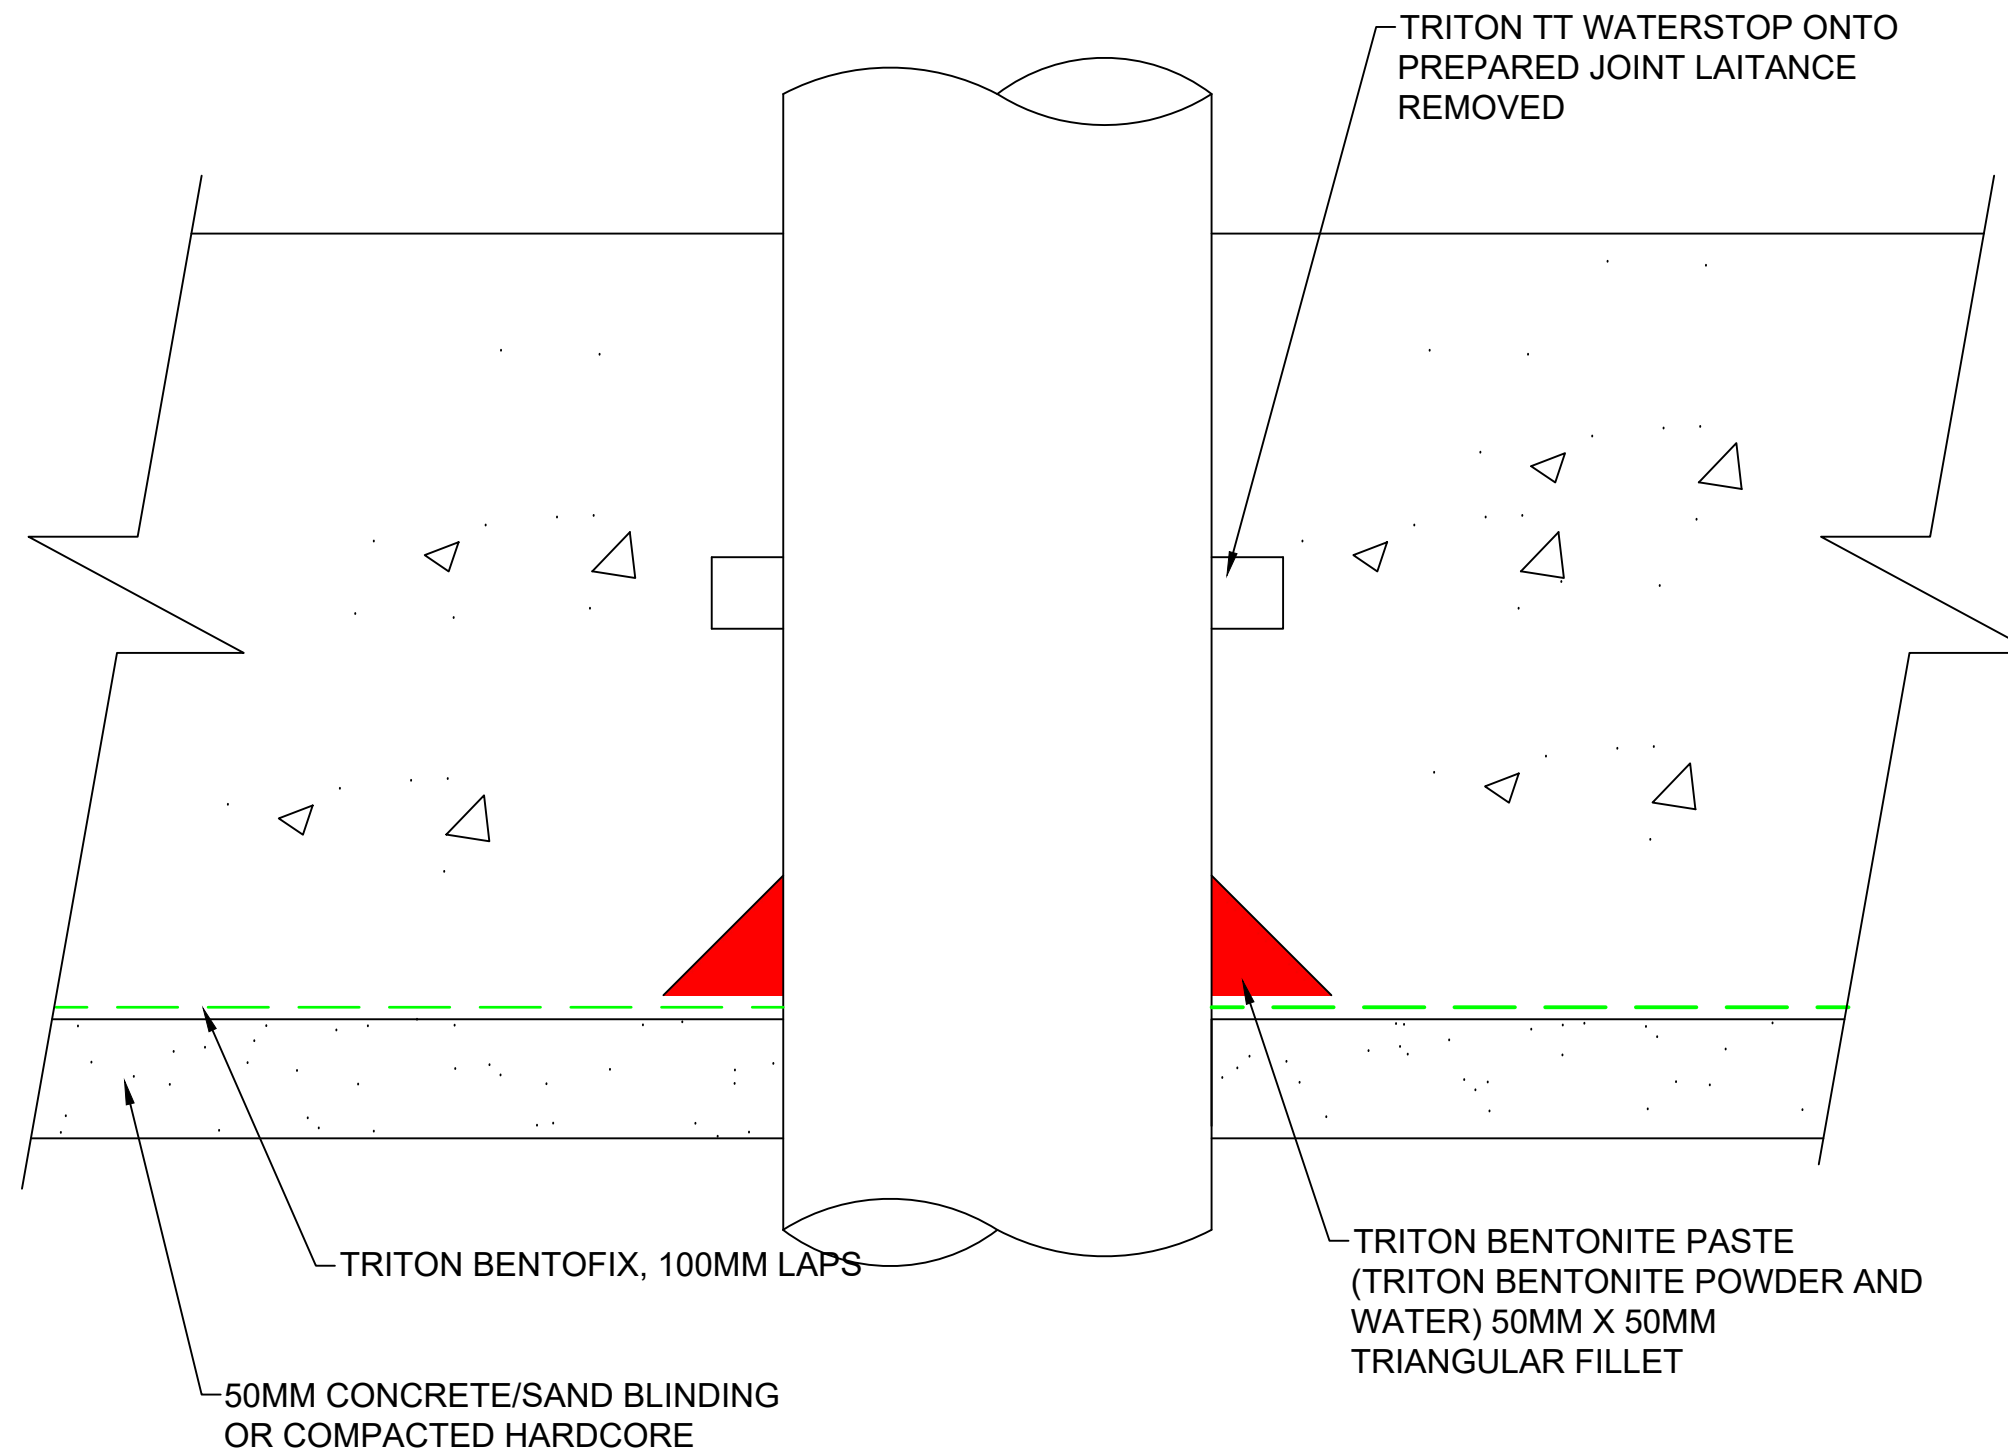 TRITON TT WATERSTOP ONTO
PREPARED JOINT LAITANCE
REMOVED
TRITON BENTOFIX, 100MM LAPS
TRITON BENTONITE PASTE
(TRITON BENTONITE POWDER AND
WATER) 50MM X 50MM
TRIANGULAR FILLET
50MM CONCRETE/SAND BLINDING
OR COMPACTED HARDCORE